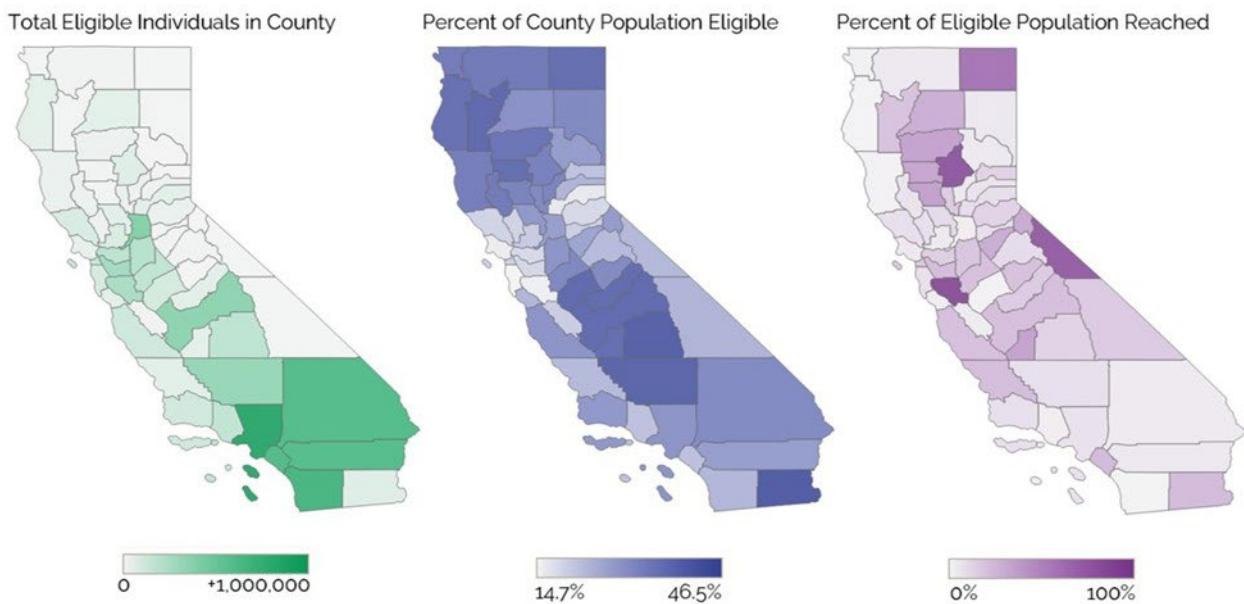 Total Eligible Individuals in County
Percent of County Population Eligible
Percent of Eligible Population Reached
0
+1,000,000
14.7%
46.5%
0%
100%